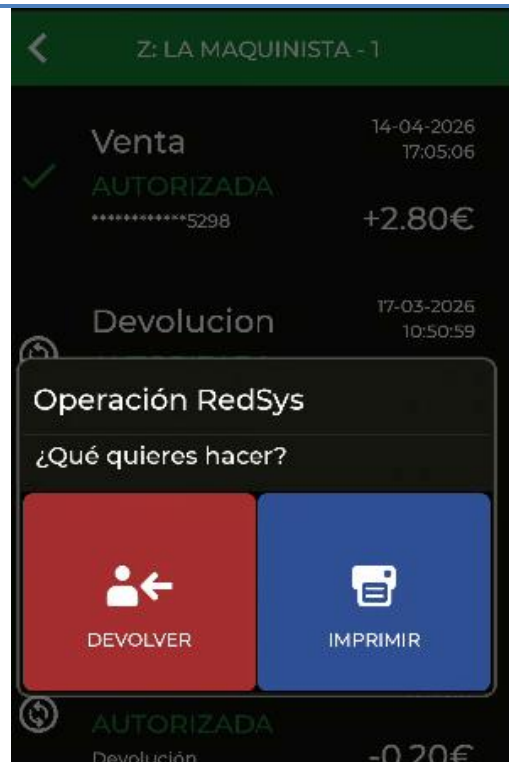 Z: LA MAQUINISTA - 1
14-04-2026
Venta
17:05:06
AUTORIZADA
************5298
+2.80€
17-03-2026
Devolucion
10:50:59
Operación RedSys
¿Qué quieres hacer?
DEVOLVER
IMPRIMIR
AUTORIZADA
Devolución
-0.20€